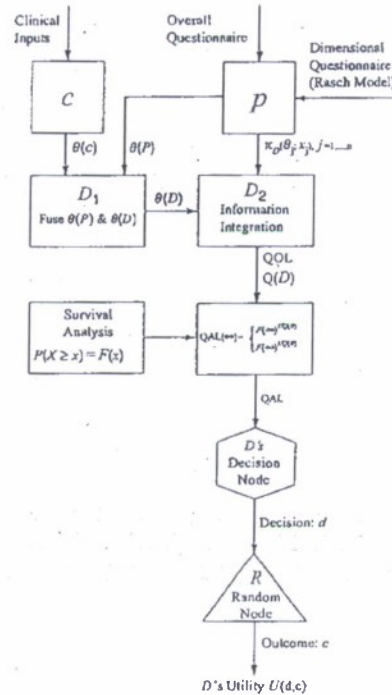 Clinical
Inputs
Overall
Questionnaire
Dimensional
Questionnaire
(Rasch Model)
c
p
θ(c)
θ(P)
D₁
Fuse θ(P) & θ(D)
θ(D)
D₂
Information
Integration
QOL
Q(D)
Survival
Analysis
P(X ≥ x) = F(x)
QAL
QAL
D's
Decision
Node
Decision: d
R
Random
Node
Outcome: c
D's Utility U(d,c)